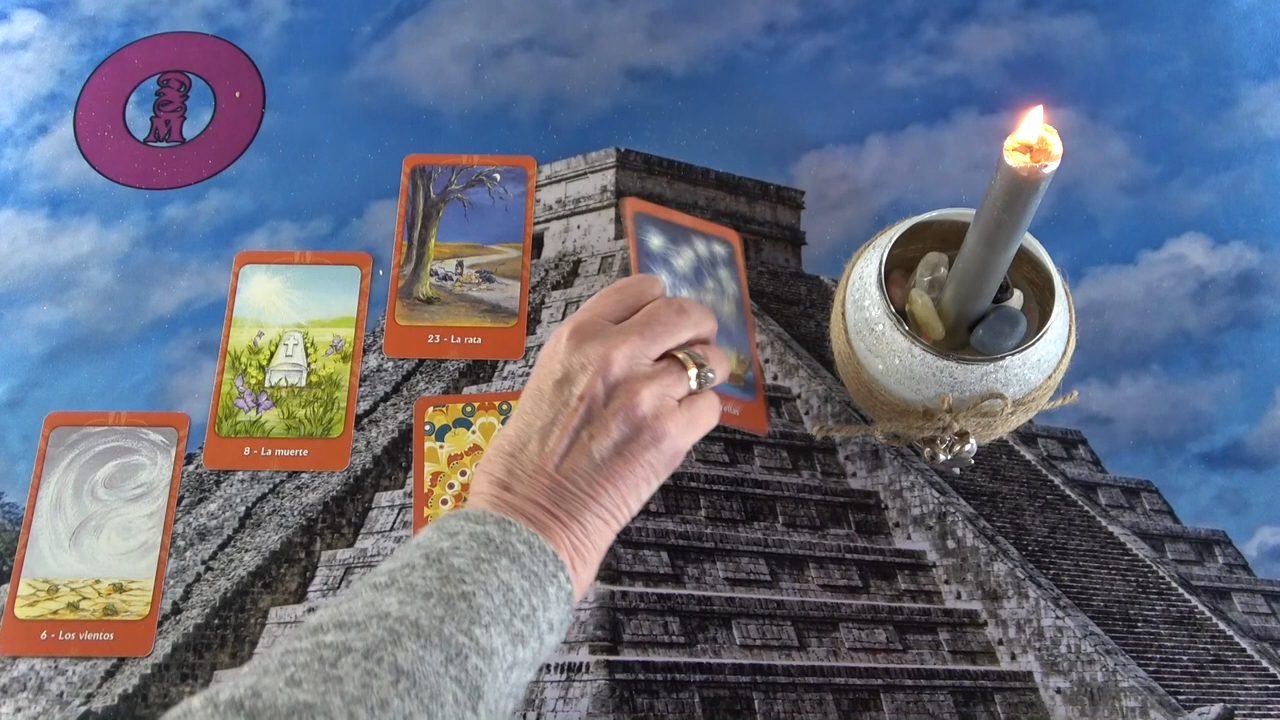 23 - La rata
8 - La muerte
6 - Los vientos